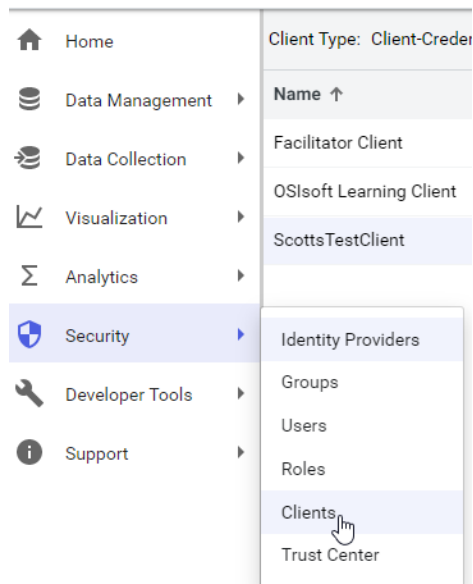 Home
Data Management
Data Collection
Visualization
Analytics
Security
Developer Tools
Support
Client Type: Client-Creder
Name ↑
Facilitator Client
OSIsoft Learning Client
ScottsTestClient
Identity Providers
Groups
Users
Roles
Clients
Trust Center